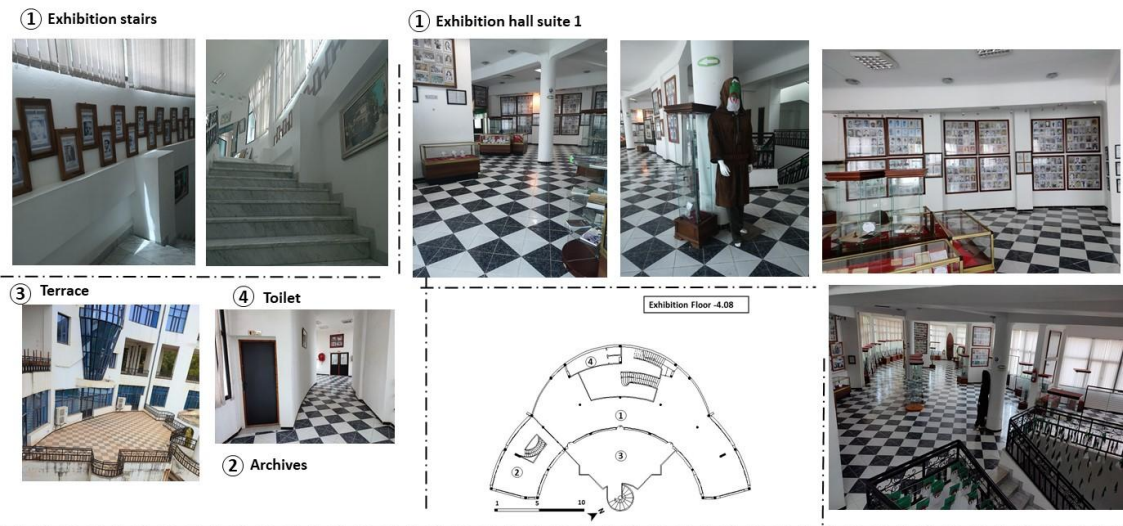 ① Exhibition stairs
① Exhibition hall suite 1
③ Terrace
④ Toilet
② Archives
Exhibition Floor -4.08
④
①
③
②
1 5 10
N